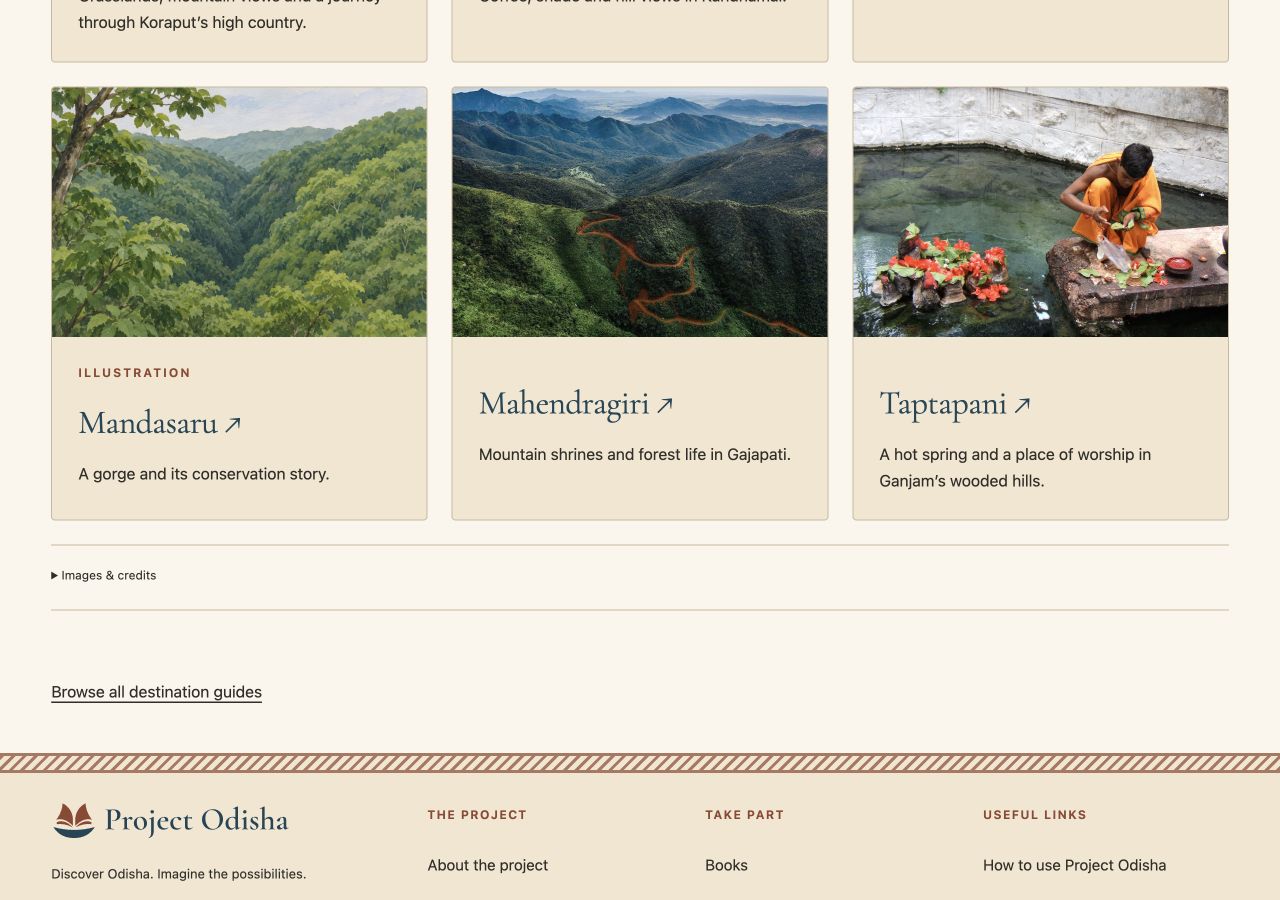 through Koraput's high country.
ILLUSTRATION
Mandasaru ↗
A gorge and its conservation story.
Mahendragiri ↗
Mountain shrines and forest life in Gajapati.
Taptapani ↗
A hot spring and a place of worship in
Ganjam's wooded hills.
Images & credits
Browse all destination guides
Project Odisha
Discover Odisha. Imagine the possibilities.
THE PROJECT
About the project
TAKE PART
Books
USEFUL LINKS
How to use Project Odisha